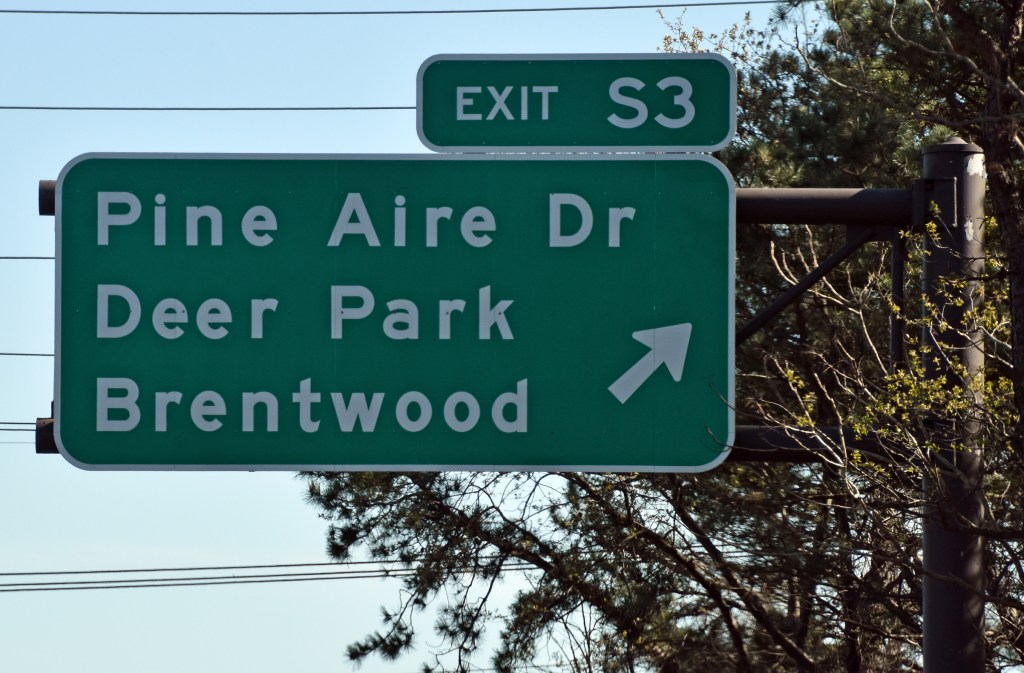 EXIT S3
Pine Aire Dr
Deer Park
Brentwood